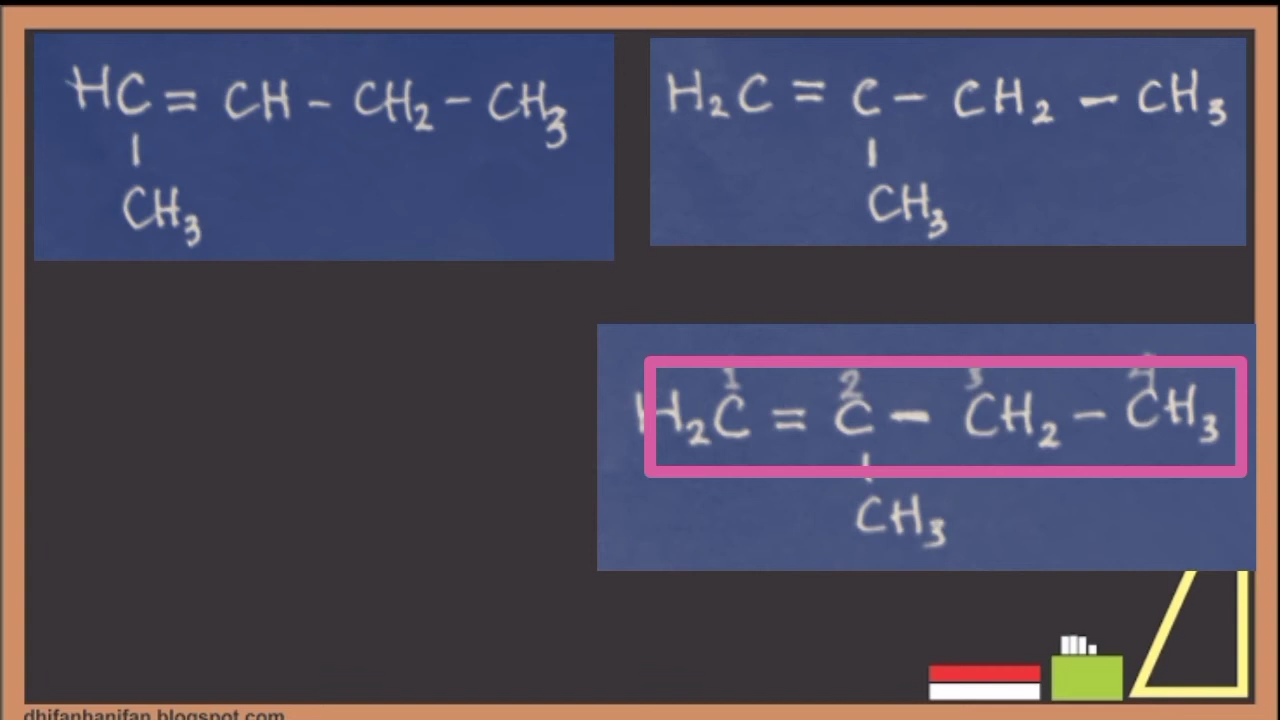 HC = CH - CH₂ - CH₃
|
CH₃
H₂C = C - CH₂ - CH₃
|
CH₃
1 2 3 4
H₂C = C - CH₂ - CH₃
|
CH₃
dhifanhanifan.blogspot.com